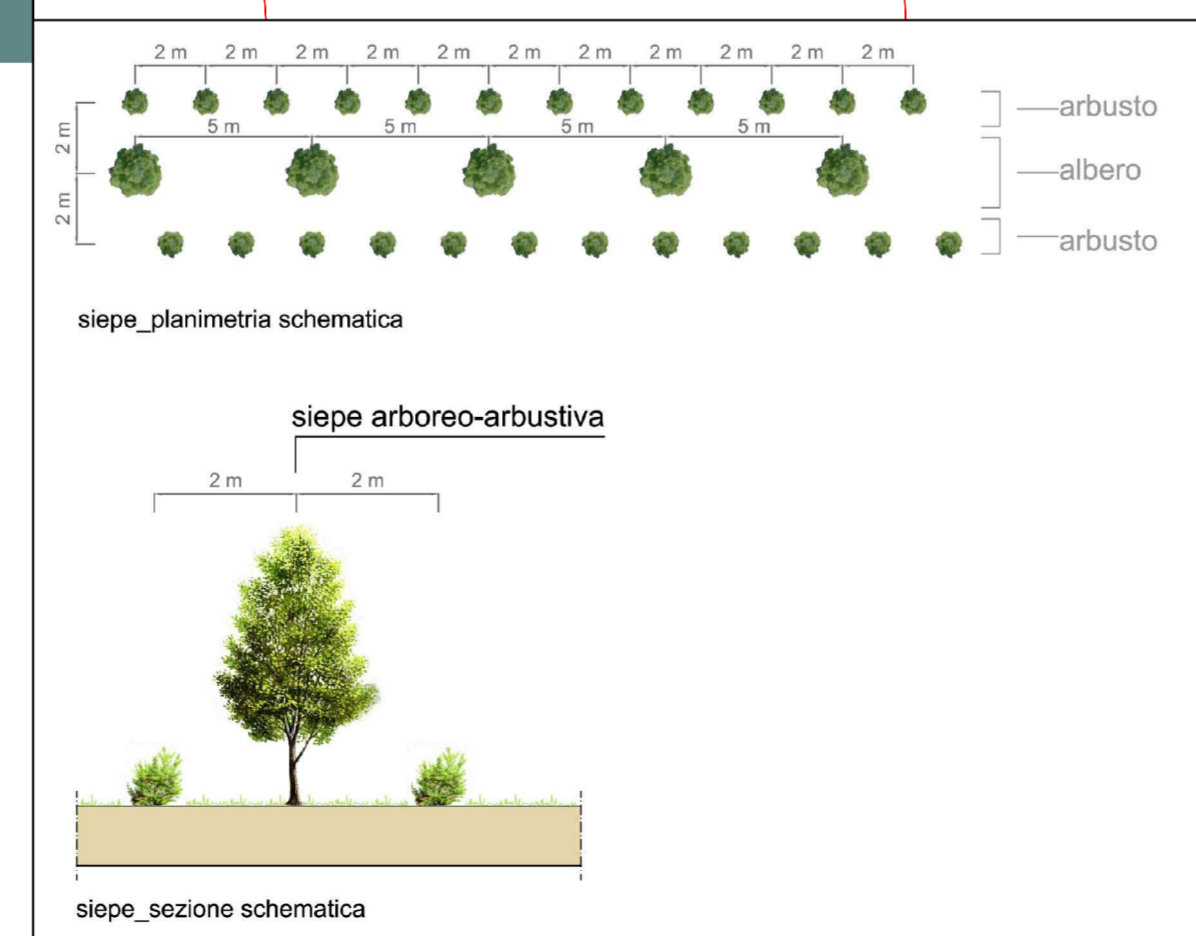 2 m 2 m 2 m 2 m 2 m 2 m 2 m 2 m 2 m 2 m 2 m
arbusto
5 m 5 m 5 m 5 m
2 m
albero
2 m
arbusto
siepe_planimetria schematica
siepe arboreo-arbustiva
2 m 2 m
siepe_sezione schematica